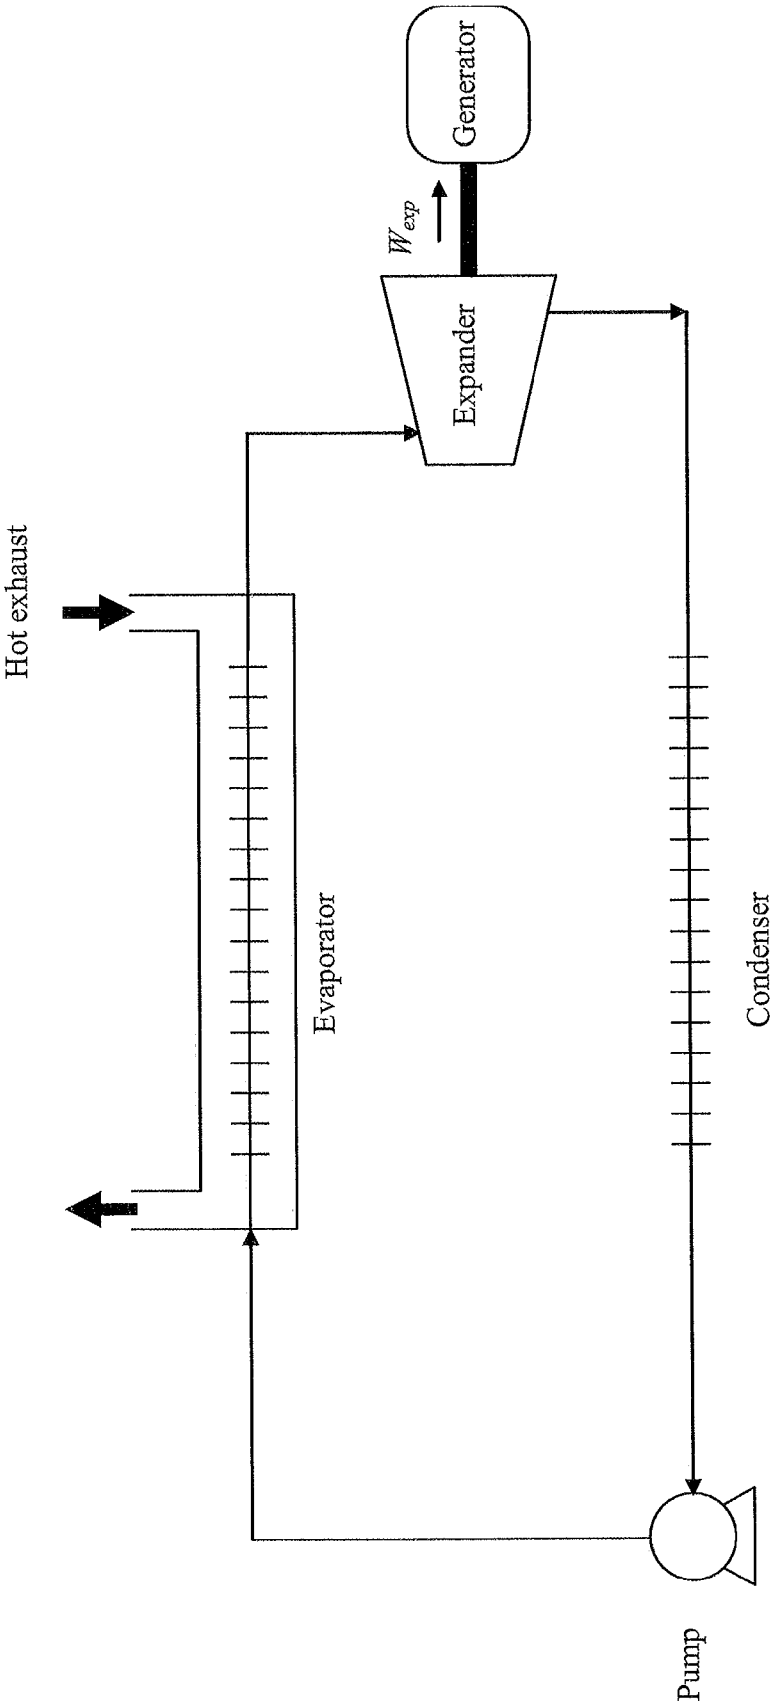 Hot exhaust
Generator
W_exp
Expander
Evaporator
Condenser
Pump